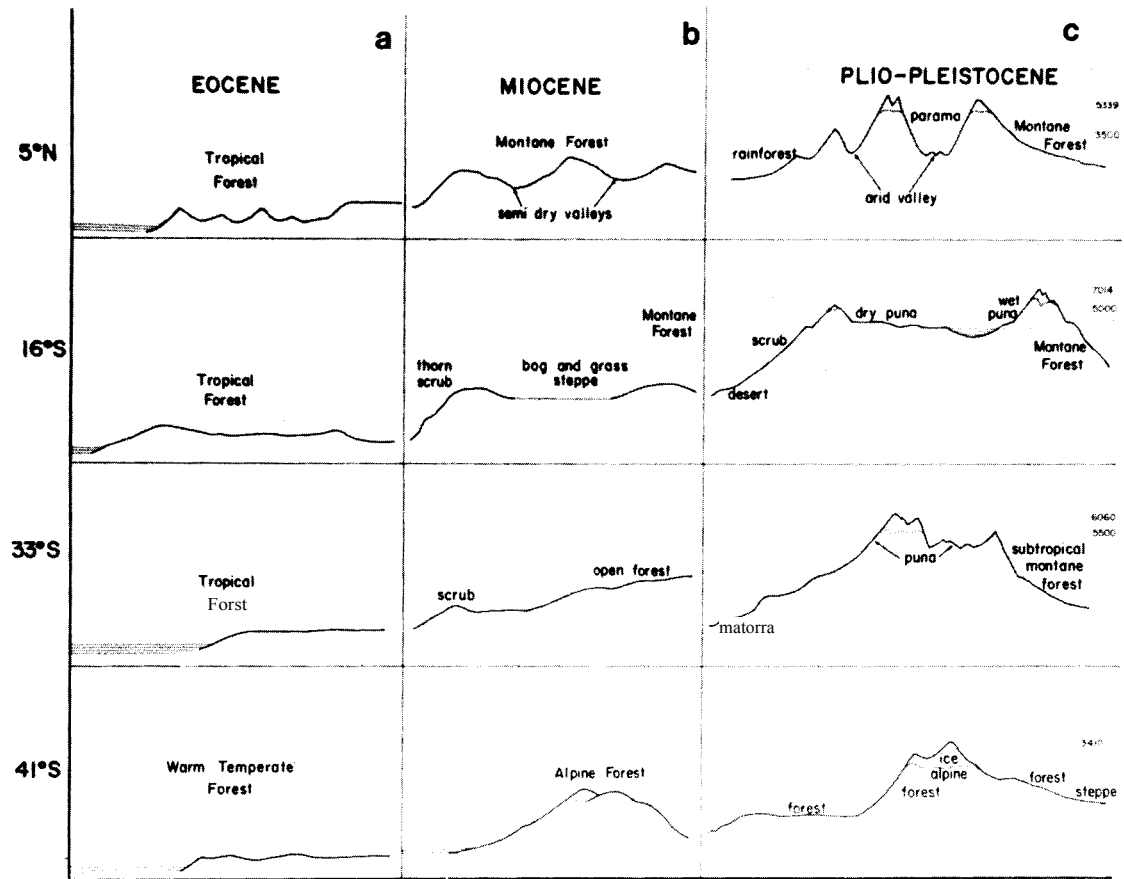 a
b
c
EOCENE
MIOCENE
PLIO-PLEISTOCENE
5°N
Tropical
Forest
Montane Forest
semi dry valleys
parama
5339
3500
Montane
Forest
rainforest
arid valley
16°S
Tropical
Forest
Montane
Forest
thorn
scrub
bog and grass
steppe
wet
puna
7014
5000
dry puna
scrub
Montane
Forest
desert
33°S
Tropical
Forst
scrub
open forest
6060
5500
puna
subtropical
montane
forest
matorra
41°S
Warm Temperate
Forest
Alpine Forest
ice
alpine
forest
forest
forest
steppe